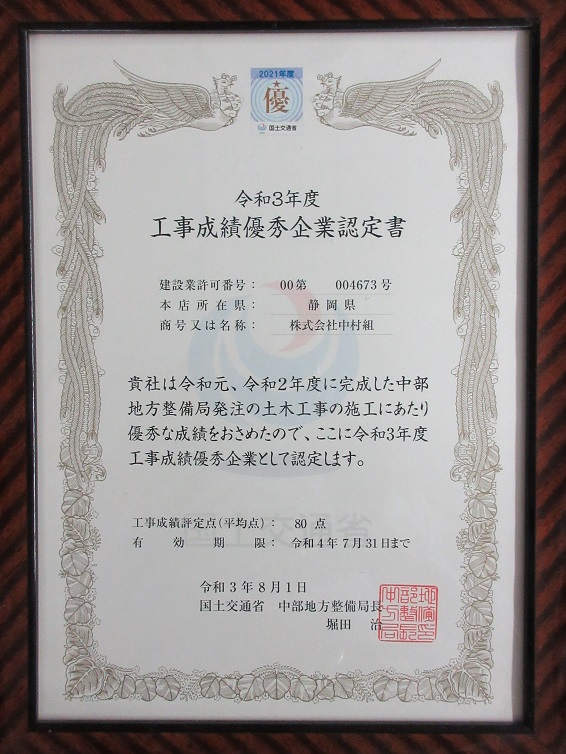 2021年度
優
国土交通省
令和3年度
工事成績優秀企業認定書
建設業許可番号： 00第 004673号
本店所在県： 静岡県
商号又は名称： 株式会社中村組
貴社は令和元、令和2年度に完成した中部
地方整備局発注の土木工事の施工にあたり
優秀な成績をおさめたので、ここに令和3年度
工事成績優秀企業として認定します。
国土交通省
工事成績評定点(平均点)： 80 点
有効期限： 令和4年7月31日まで
令和3年8月1日
国土交通省 中部地方整備局長
堀田 治